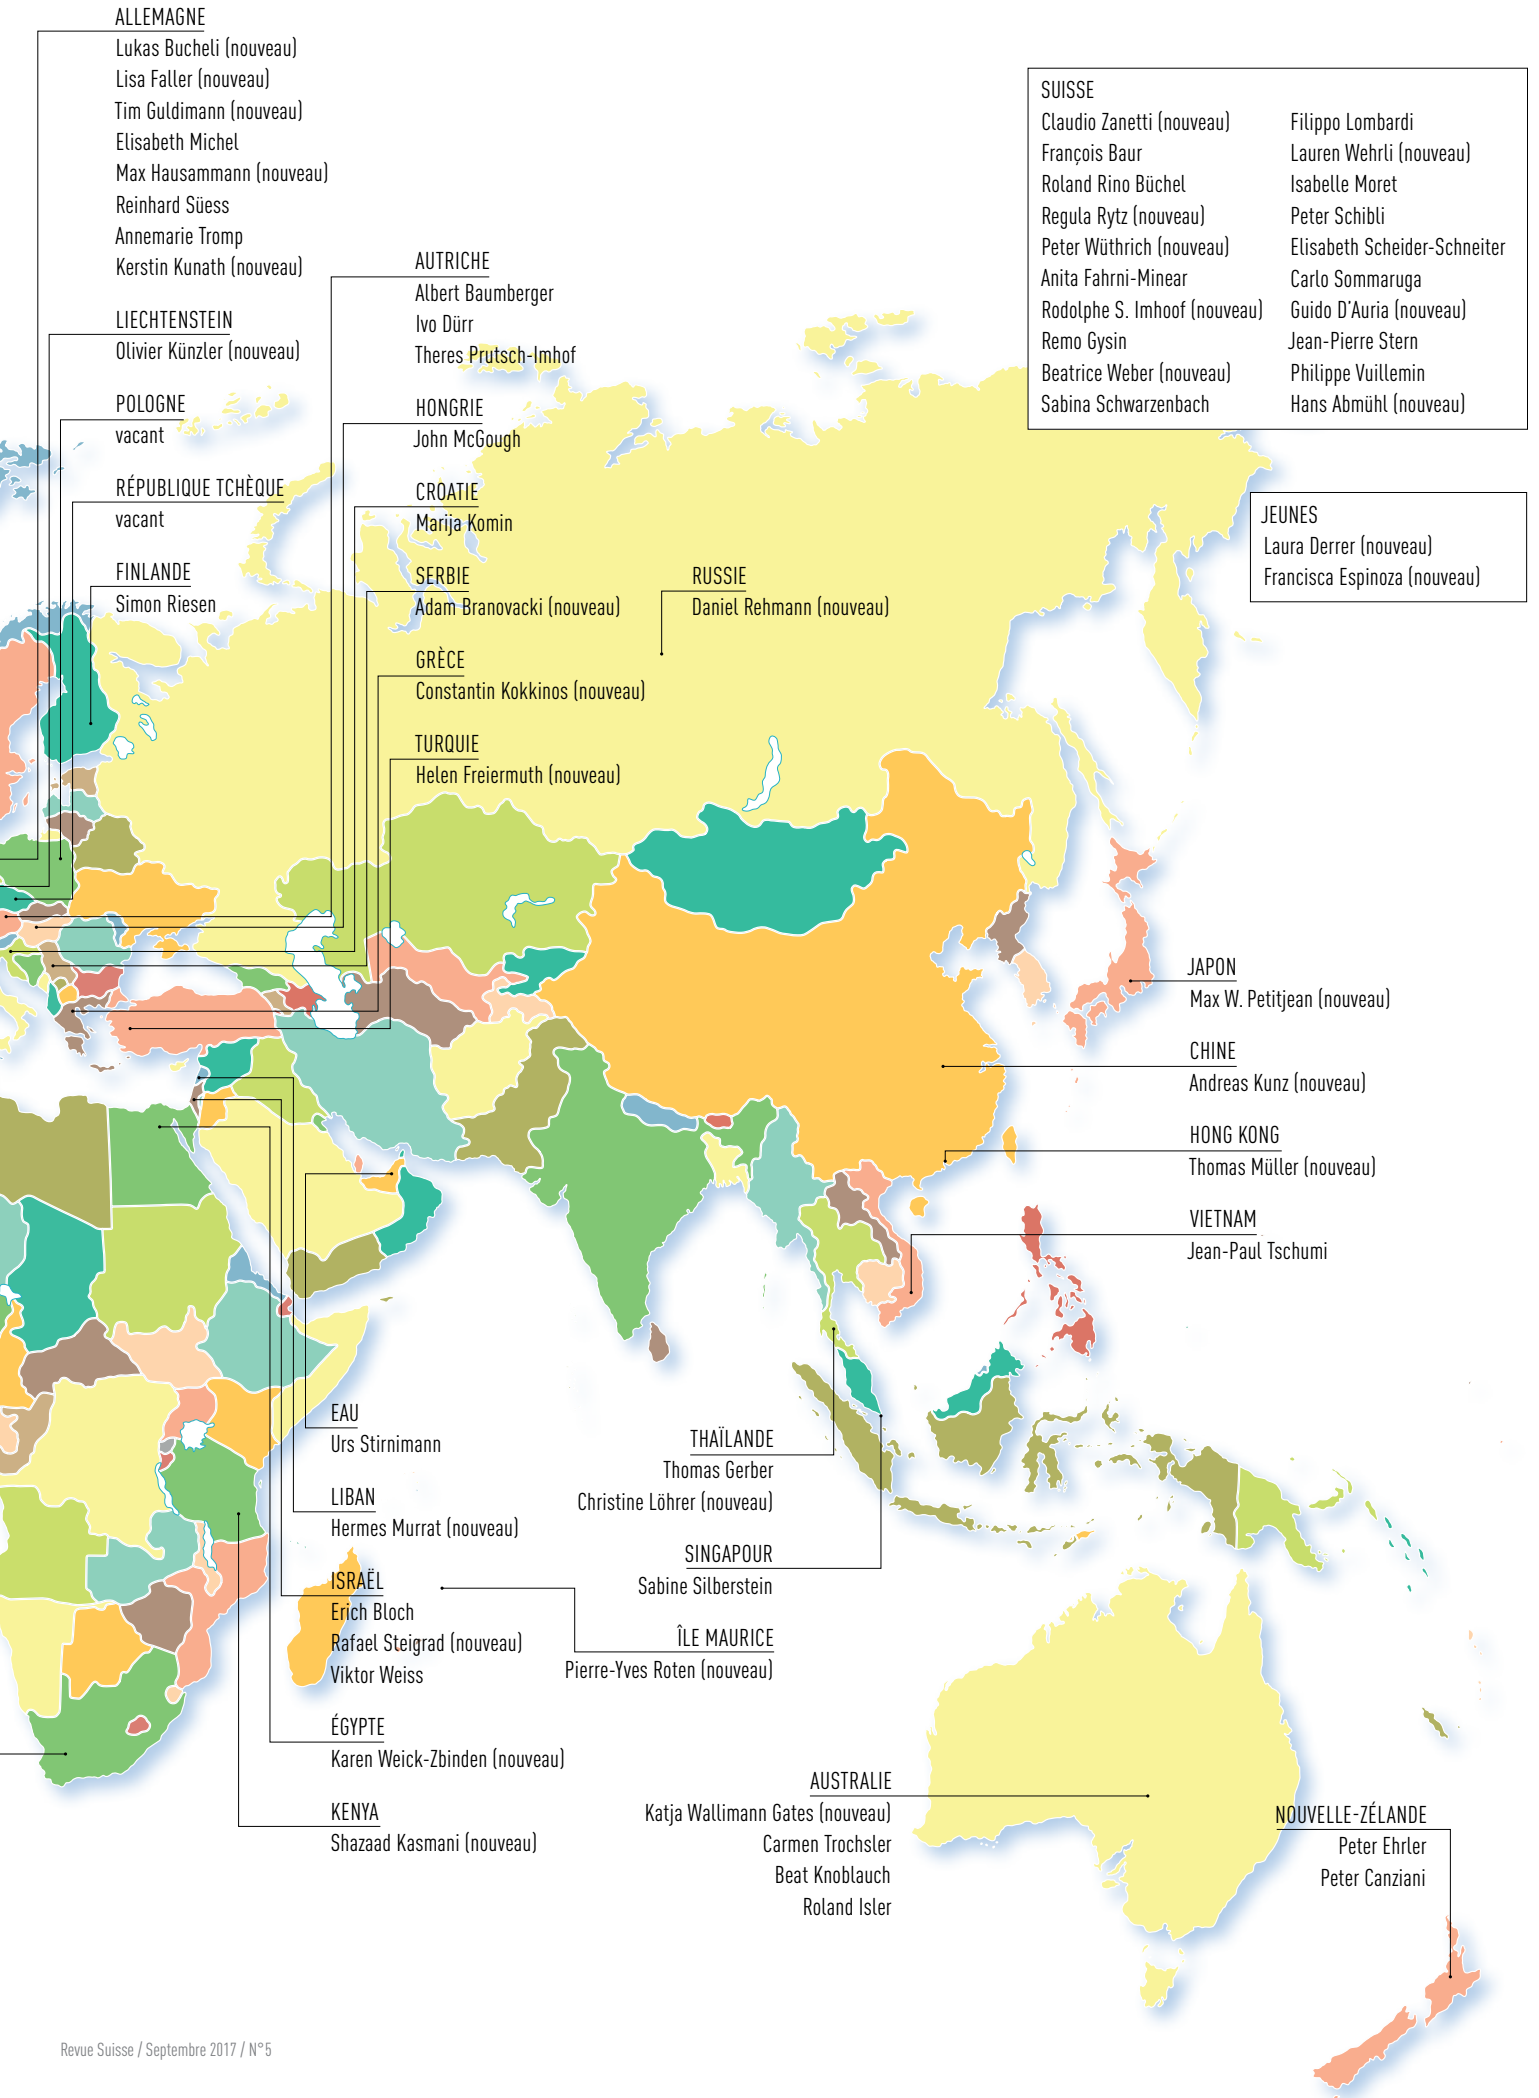 ALLEMAGNE
Lukas Bucheli (nouveau)
Lisa Faller (nouveau)
Tim Guldimann (nouveau)
Elisabeth Michel
Max Hausammann (nouveau)
Reinhard Süess
Annemarie Tromp
Kerstin Kunath (nouveau)
LIECHTENSTEIN
Olivier Künzler (nouveau)
POLOGNE
vacant
RÉPUBLIQUE TCHÈQUE
vacant
FINLANDE
Simon Riesen
AUTRICHE
Albert Baumberger
Ivo Dürr
Theres Prutsch-Imhof
HONGRIE
John McGough
CROATIE
Marija Komin
SERBIE
Adam Branovacki (nouveau)
GRÈCE
Constantin Kokkinos (nouveau)
TURQUIE
Helen Freiermuth (nouveau)
RUSSIE
Daniel Rehmann (nouveau)
SUISSE
Claudio Zanetti (nouveau)
François Baur
Roland Rino Büchel
Regula Rytz (nouveau)
Peter Wüthrich (nouveau)
Anita Fahrni-Minear
Rodolphe S. Imhoof (nouveau)
Remo Gysin
Beatrice Weber (nouveau)
Sabina Schwarzenbach
Filippo Lombardi
Lauren Wehrli (nouveau)
Isabelle Moret
Peter Schibli
Elisabeth Scheider-Schneiter
Carlo Sommaruga
Guido D'Auria (nouveau)
Jean-Pierre Stern
Philippe Vuillemin
Hans Abmühl (nouveau)
JEUNES
Laura Derrer (nouveau)
Francisca Espinoza (nouveau)
JAPON
Max W. Petitjean (nouveau)
CHINE
Andreas Kunz (nouveau)
HONG KONG
Thomas Müller (nouveau)
VIETNAM
Jean-Paul Tschumi
EAU
Urs Stirnimann
LIBAN
Hermes Murrat (nouveau)
ISRAËL
Erich Bloch
Rafael Steigrad (nouveau)
Viktor Weiss
ÉGYPTE
Karen Weick-Zbinden (nouveau)
KENYA
Shazaad Kasmani (nouveau)
THAÏLANDE
Thomas Gerber
Christine Löhrer (nouveau)
SINGAPOUR
Sabine Silberstein
ÎLE MAURICE
Pierre-Yves Roten (nouveau)
AUSTRALIE
Katja Wallimann Gates (nouveau)
Carmen Trochsler
Beat Knoblauch
Roland Isler
NOUVELLE-ZÉLANDE
Peter Ehrler
Peter Canziani
Revue Suisse / Septembre 2017 / N°5